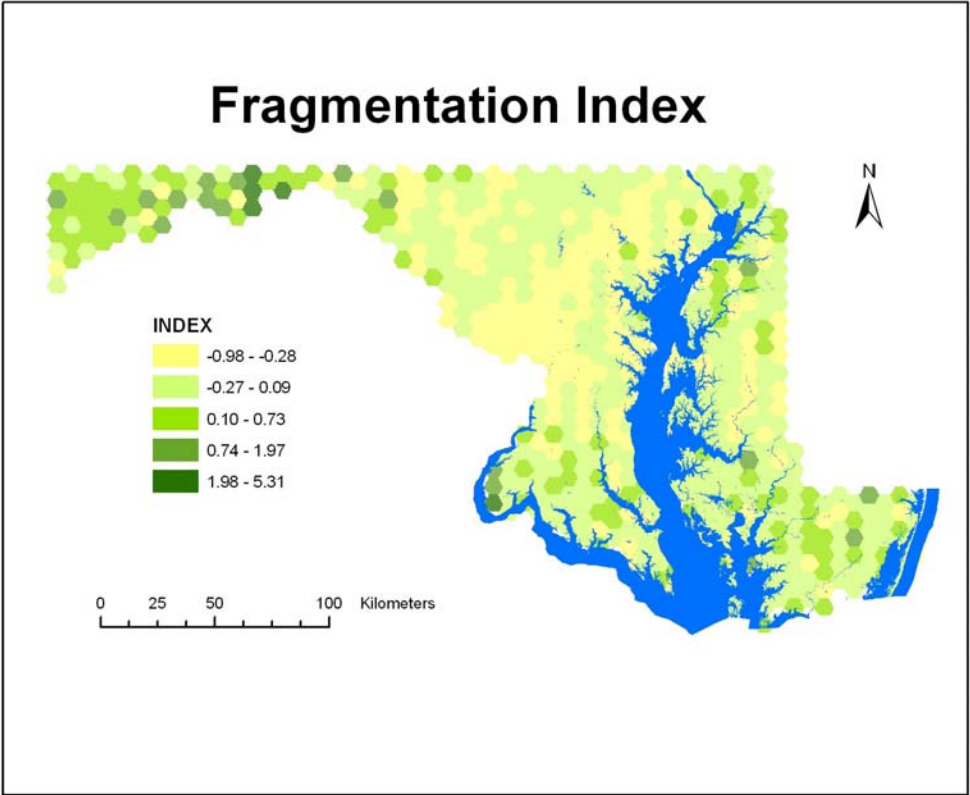 Fragmentation Index
N
INDEX
-0.98 - -0.28
-0.27 - 0.09
0.10 - 0.73
0.74 - 1.97
1.98 - 5.31
0 25 50 100 Kilometers